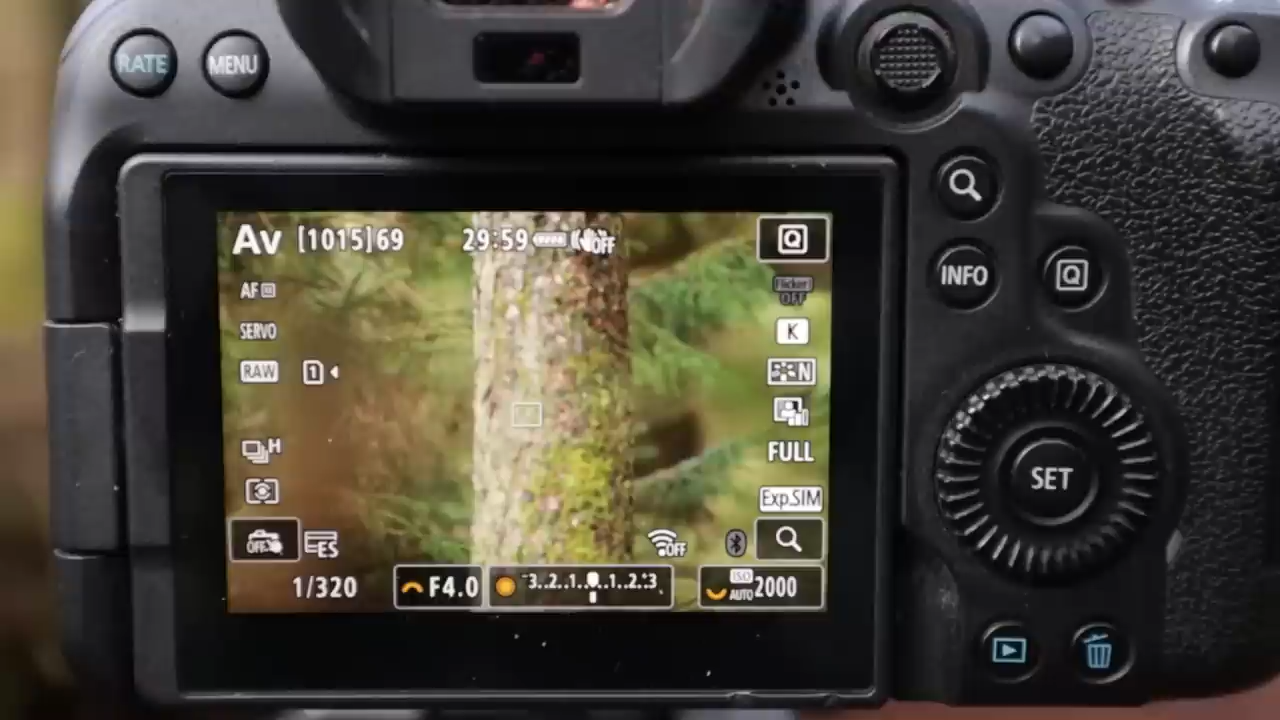 RATE MENU
Av [1015]69 29:59 OFF Q
AF
Flicker OFF
INFO Q
SERVO K
RAW 1 N
H FULL
SET
Exp.SIM
OFF ES OFF
1/320 F4.0 -3..2..1..0..1..2..+3 ISO AUTO 2000